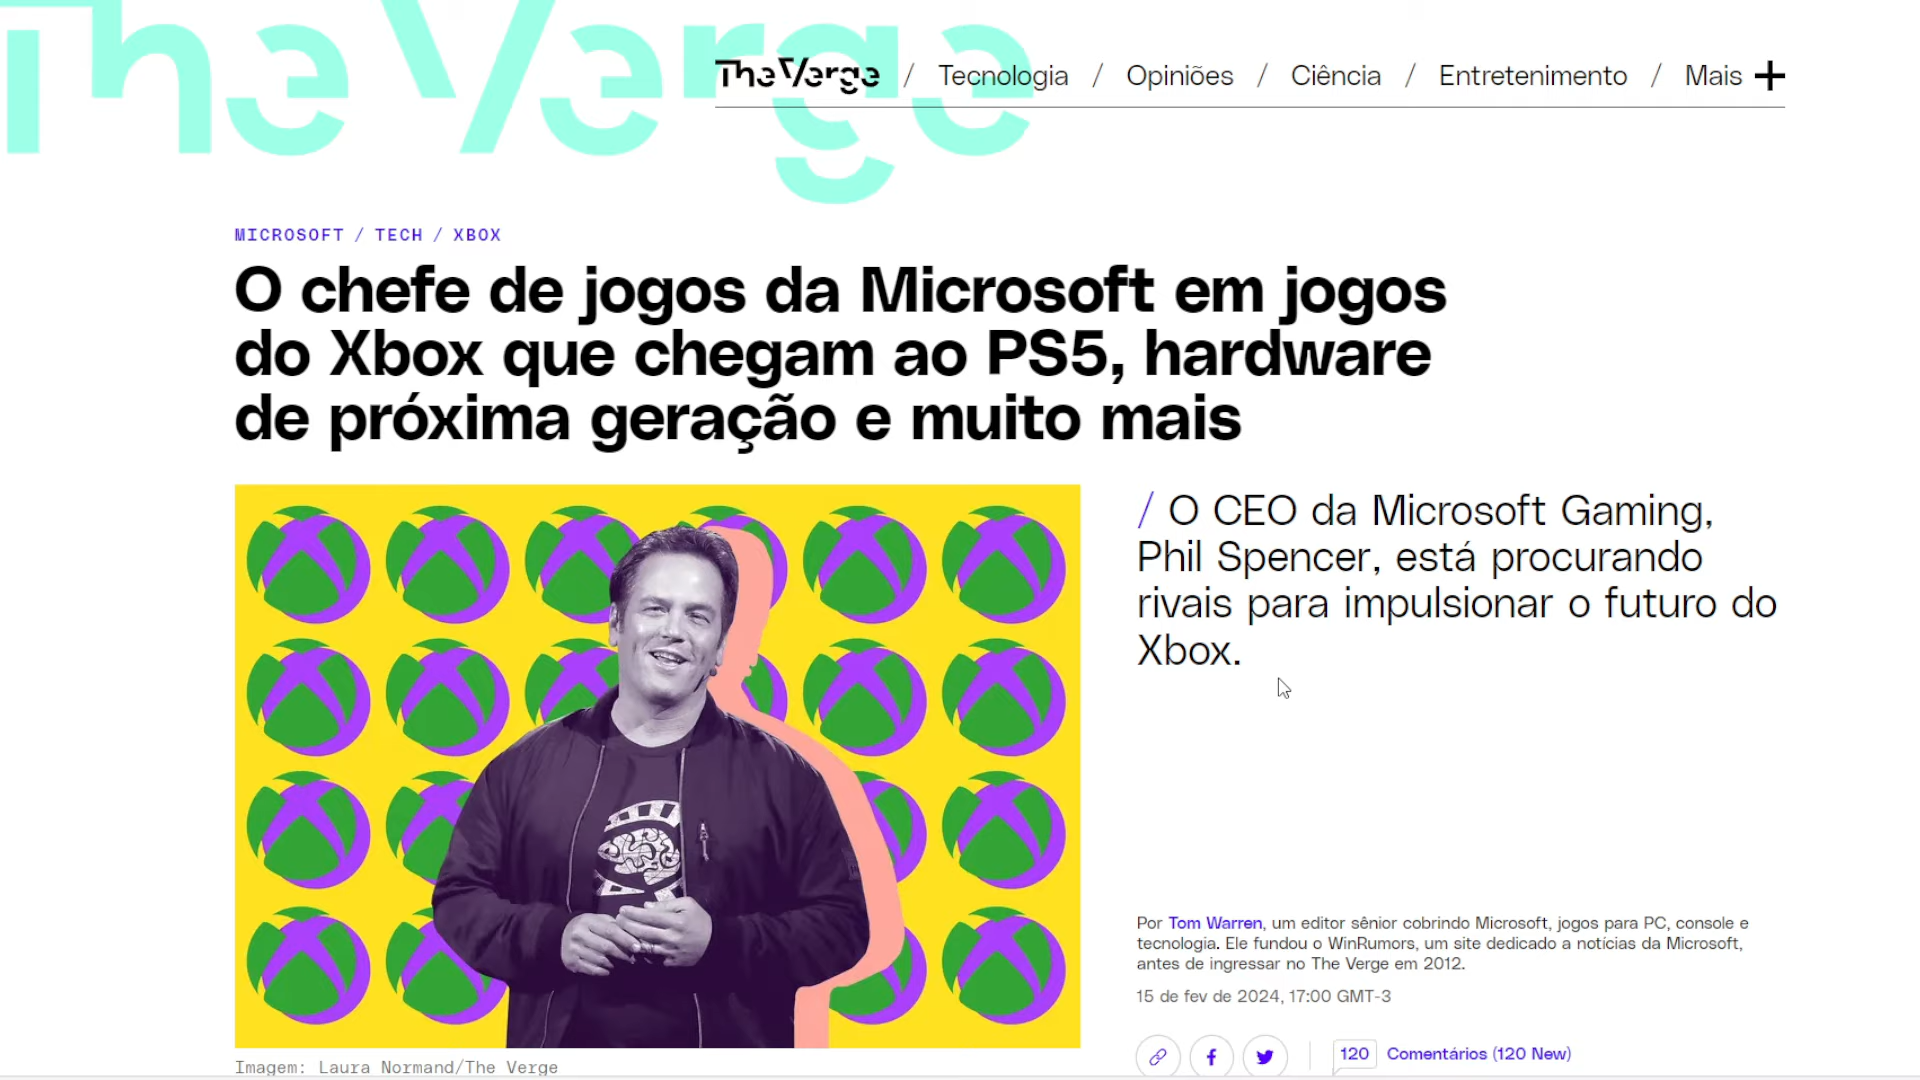 The Verge
The Verge / Tecnologia / Opiniões / Ciência / Entretenimento / Mais +
MICROSOFT / TECH / XBOX
O chefe de jogos da Microsoft em jogos
do Xbox que chegam ao PS5, hardware
de próxima geração e muito mais
/ O CEO da Microsoft Gaming,
Phil Spencer, está procurando
rivais para impulsionar o futuro do
Xbox.
Por Tom Warren, um editor sênior cobrindo Microsoft, jogos para PC, console e
tecnologia. Ele fundou o WinRumors, um site dedicado a notícias da Microsoft,
antes de ingressar no The Verge em 2012.
15 de fev de 2024, 17:00 GMT-3
120 Comentários (120 New)
Imagem: Laura Normand/The Verge